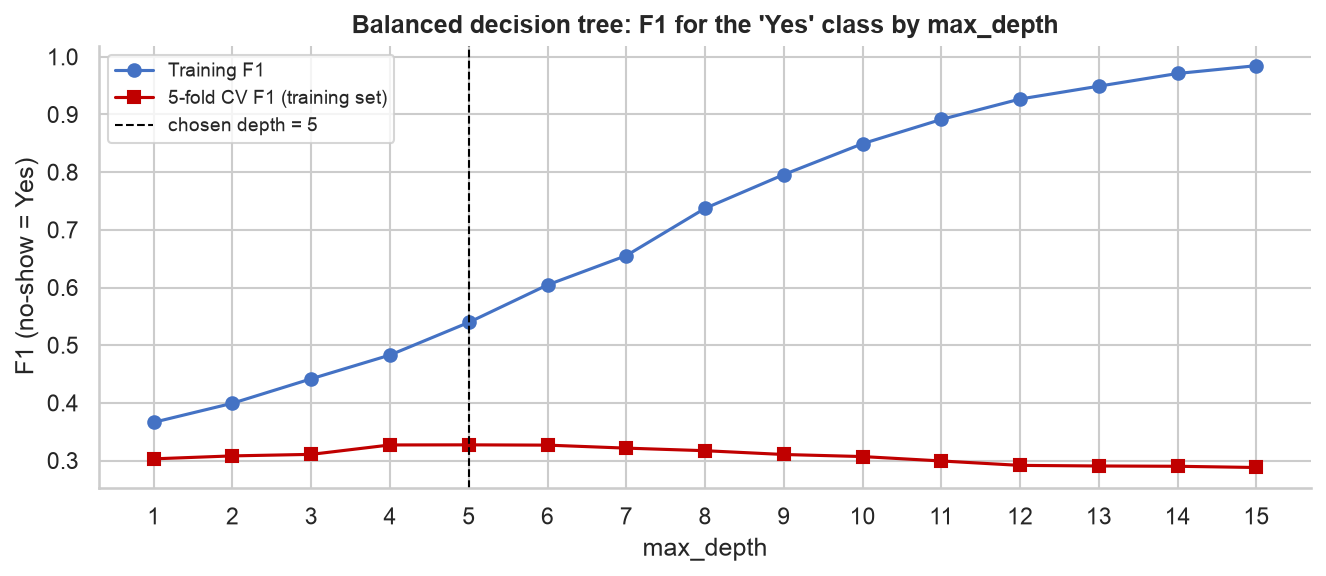 Balanced decision tree: F1 for the 'Yes' class by max_depth
Training F1
5-fold CV F1 (training set)
chosen depth = 5
F1 (no-show = Yes)
1.0
0.9
0.8
0.7
0.6
0.5
0.4
0.3
1 2 3 4 5 6 7 8 9 10 11 12 13 14 15
max_depth